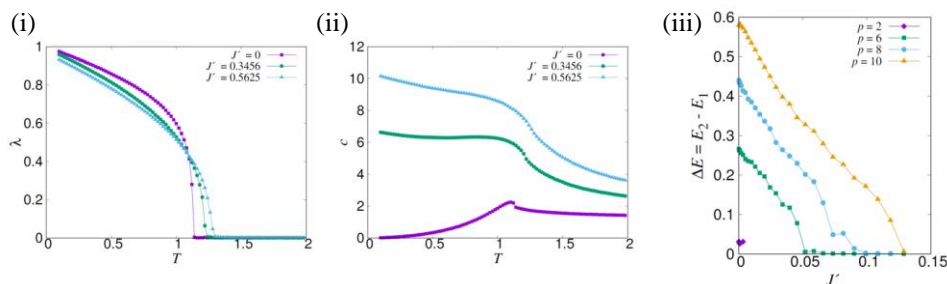 (i)
(ii)
(iii)
1
0.8
0.6
0.4
0.2
0
λ
0
0.5
1
1.5
2
T
J′ = 0
J′ = 0.3456
J′ = 0.5625
12
10
8
6
4
2
0
c
0
0.5
1
1.5
2
T
J′ = 0
J′ = 0.3456
J′ = 0.5625
0.6
0.5
0.4
0.3
0.2
0.1
0
ΔE = E₂ - E₁
0
0.05
0.1
0.15
J′
p = 2
p = 6
p = 8
p = 10